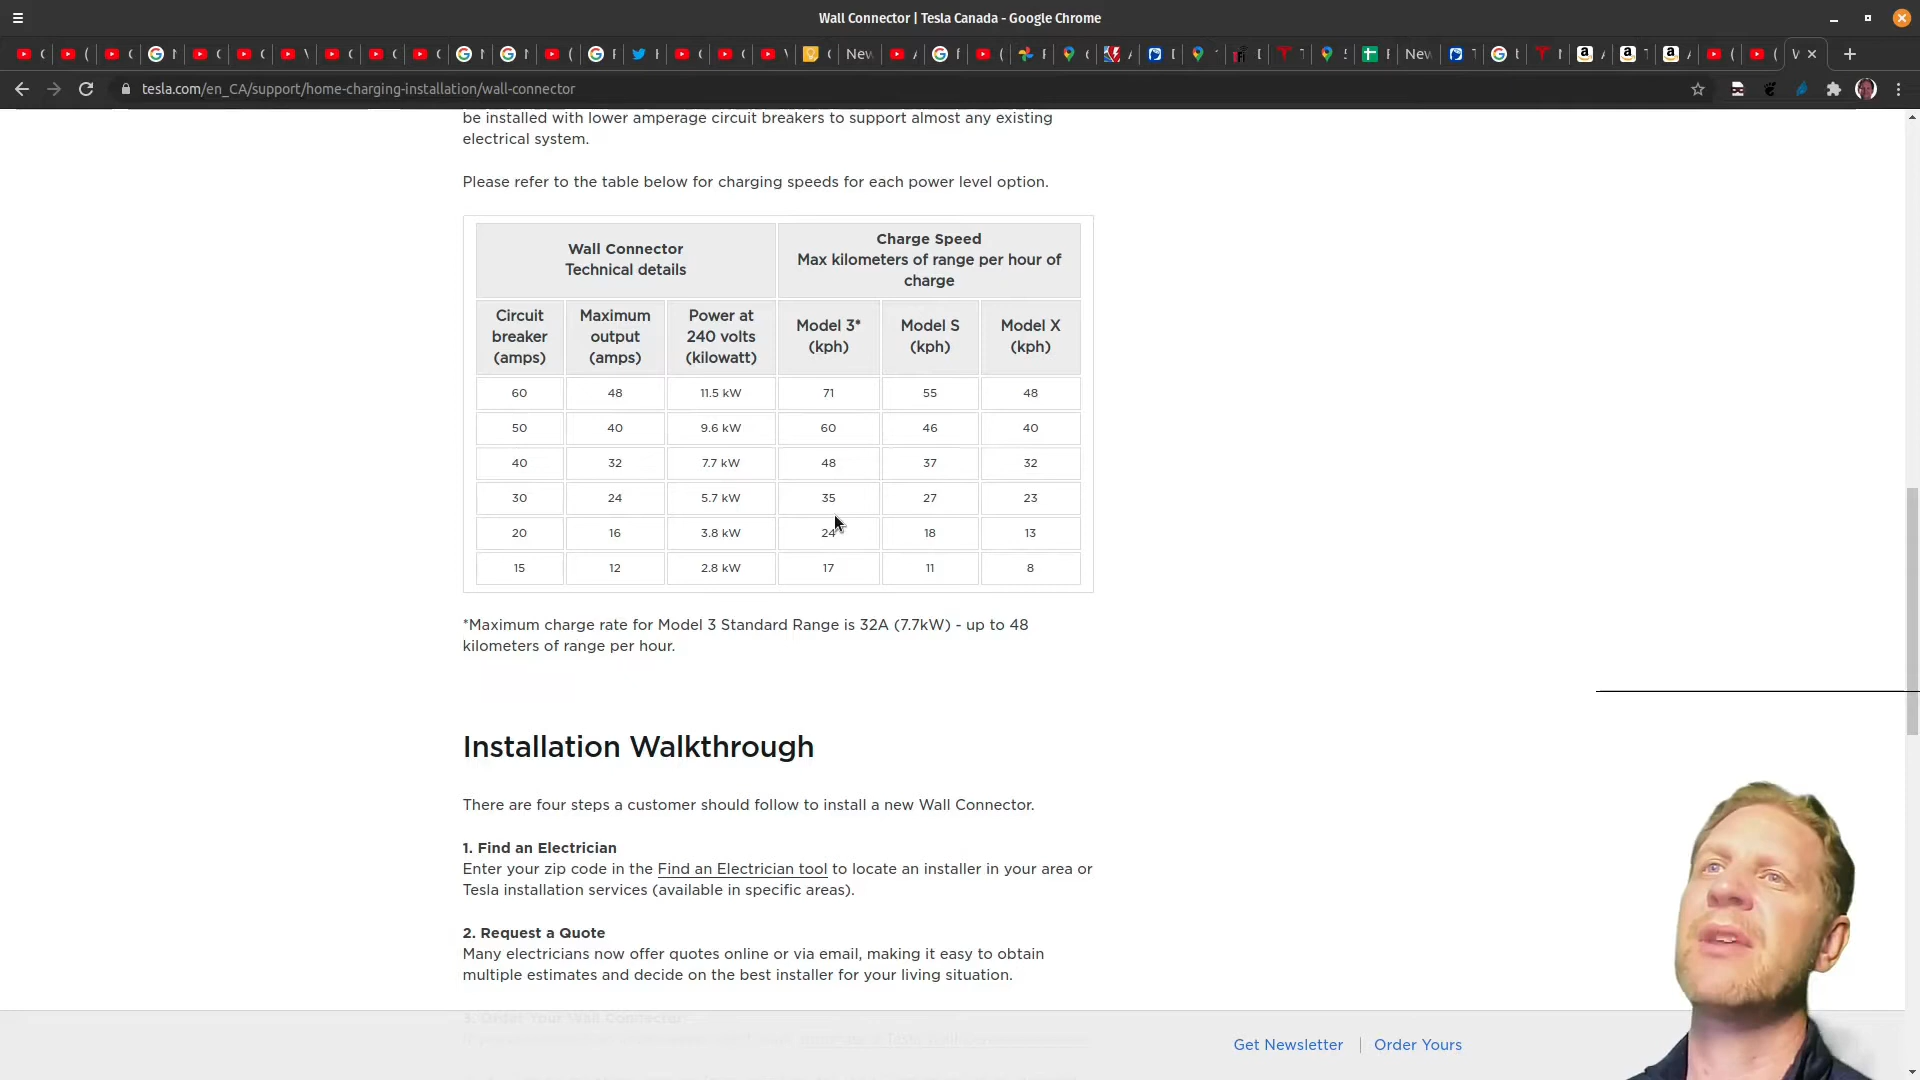 Wall Connector | Tesla Canada - Google Chrome
New
New
tesla.com/en_CA/support/home-charging-installation/wall-connector
be installed with lower amperage circuit breakers to support almost any existing
electrical system.
Please refer to the table below for charging speeds for each power level option.
Wall Connector
Technical details
Charge Speed
Max kilometers of range per hour of
charge
Circuit breaker (amps)
Maximum output (amps)
Power at 240 volts (kilowatt)
Model 3* (kph)
Model S (kph)
Model X (kph)
60 48 11.5 kW 71 55 48
50 40 9.6 kW 60 46 40
40 32 7.7 kW 48 37 32
30 24 5.7 kW 35 27 23
20 16 3.8 kW 24 18 13
15 12 2.8 kW 17 11 8
*Maximum charge rate for Model 3 Standard Range is 32A (7.7kW) - up to 48
kilometers of range per hour.
Installation Walkthrough
There are four steps a customer should follow to install a new Wall Connector.
1. Find an Electrician
Enter your zip code in the Find an Electrician tool to locate an installer in your area or
Tesla installation services (available in specific areas).
2. Request a Quote
Many electricians now offer quotes online or via email, making it easy to obtain
multiple estimates and decide on the best installer for your living situation.
3. Order Your Wall Connector
Get Newsletter | Order Yours